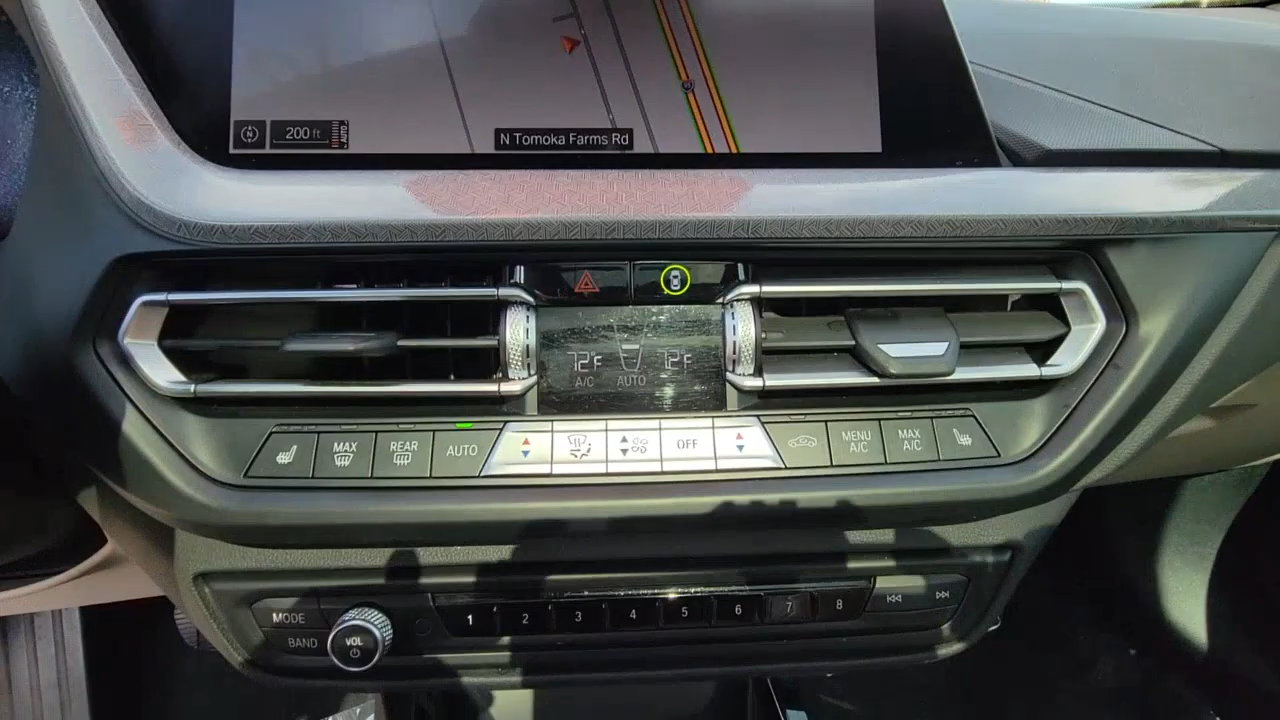 N
200 ft
AUTO
N Tomoka Farms Rd
72°F
72°F
A/C
AUTO
MAX
REAR
AUTO
OFF
MENU
A/C
MAX
A/C
MODE
BAND
VOL
1 2 3 4 5 6 7 8